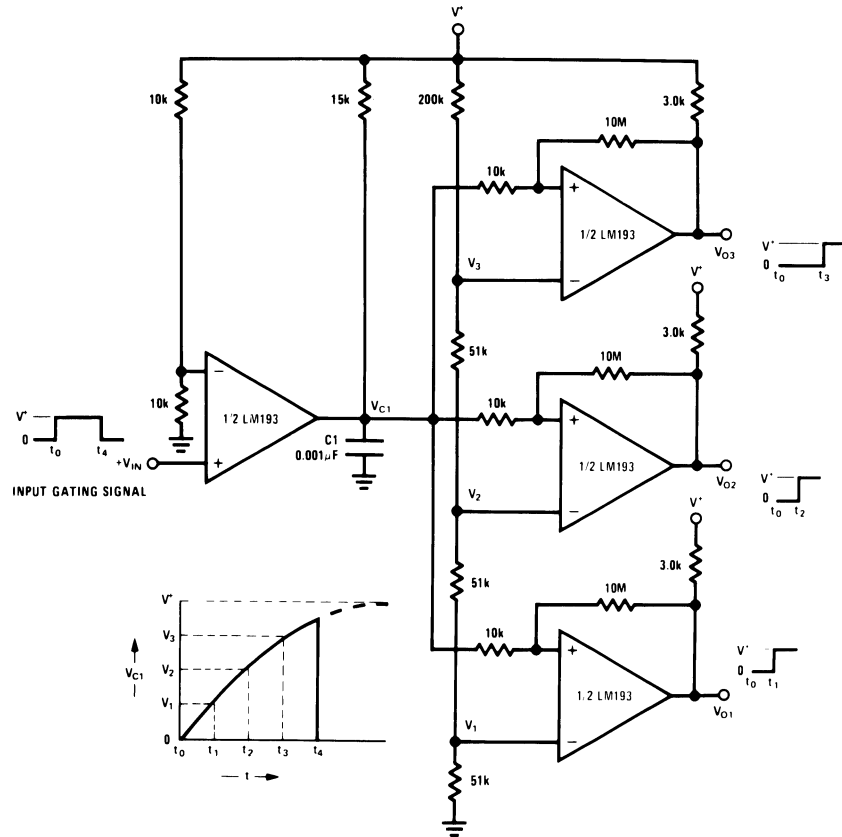 V⁺
10k
15k
200k
3.0k
10M
10k
+
1/2 LM193
−
V₃
V_O3
V⁺
0
t₀ t₃
V⁺
3.0k
51k
10M
10k
−
1/2 LM193
+
10k
V_C1
10k
+
1/2 LM193
−
V⁺
0
t₀ t₄
+V_IN
INPUT GATING SIGNAL
C1
0.001μF
V₂
V_O2
V⁺
0
t₀ t₂
V⁺
3.0k
51k
10M
10k
+
1/2 LM193
−
V₁
V_O1
V⁺
0
t₀ t₁
51k
V⁺
V₃
V_C1
V₂
V₁
0
t₀ t₁ t₂ t₃ t₄
t